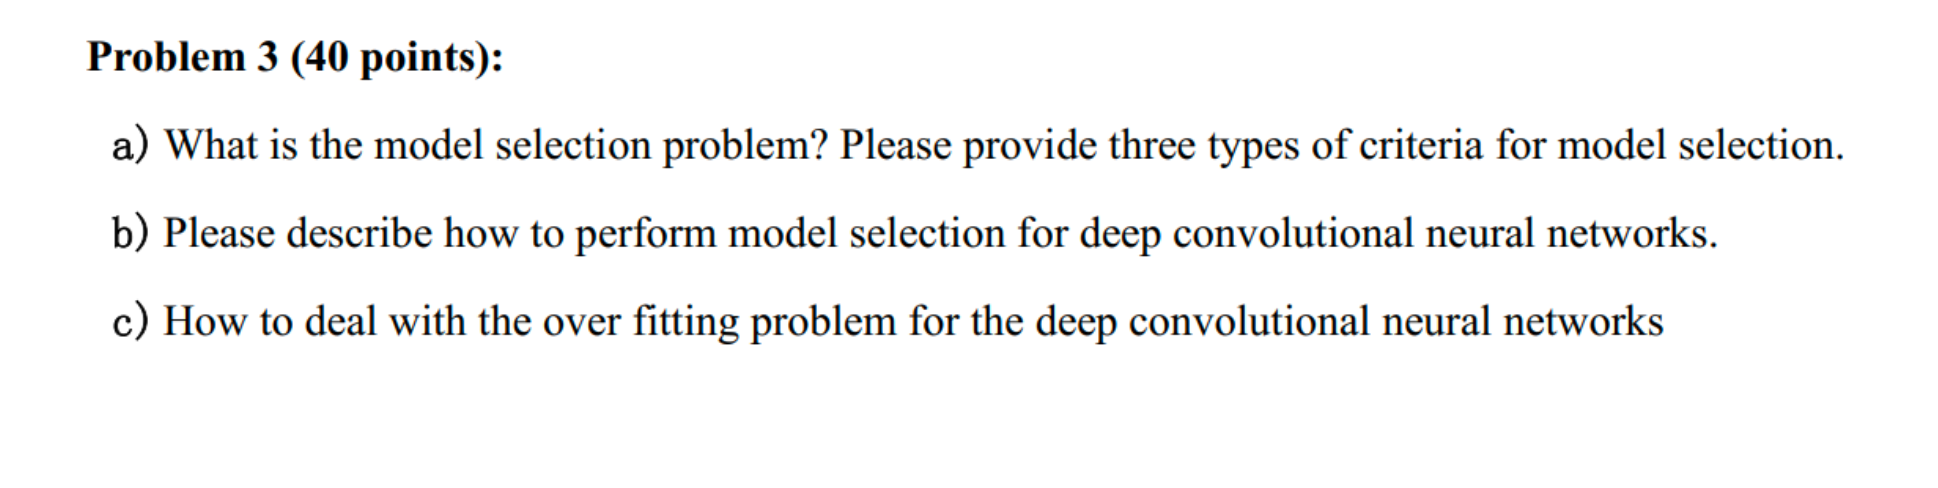 Problem 3 (40 points):
a) What is the model selection problem? Please provide three types of criteria for model selection.
b) Please describe how to perform model selection for deep convolutional neural networks.
c) How to deal with the over fitting problem for the deep convolutional neural networks